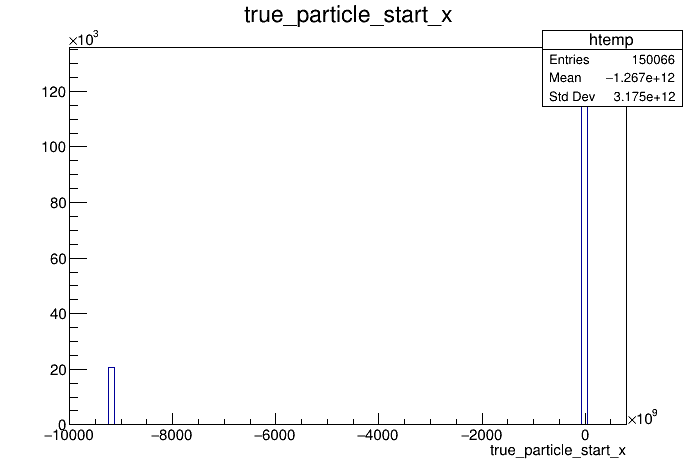 true_particle_start_x
×10³
htemp
Entries 150066
Mean −1.267e+12
Std Dev 3.175e+12
120
100
80
60
40
20
0
−10000 −8000 −6000 −4000 −2000 0
×10⁹
true_particle_start_x